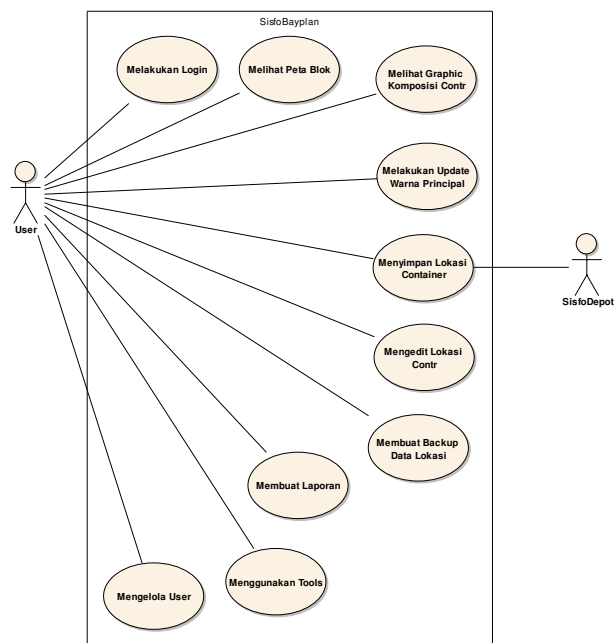 SisfoBayplan
Melakukan Login
Melihat Peta Blok
Melihat Graphic
Komposisi Contr
Melakukan Update
Warna Principal
User
Menyimpan Lokasi
Container
SisfoDepot
Mengedit Lokasi
Contr
Membuat Backup
Data Lokasi
Membuat Laporan
Mengelola User
Menggunakan Tools